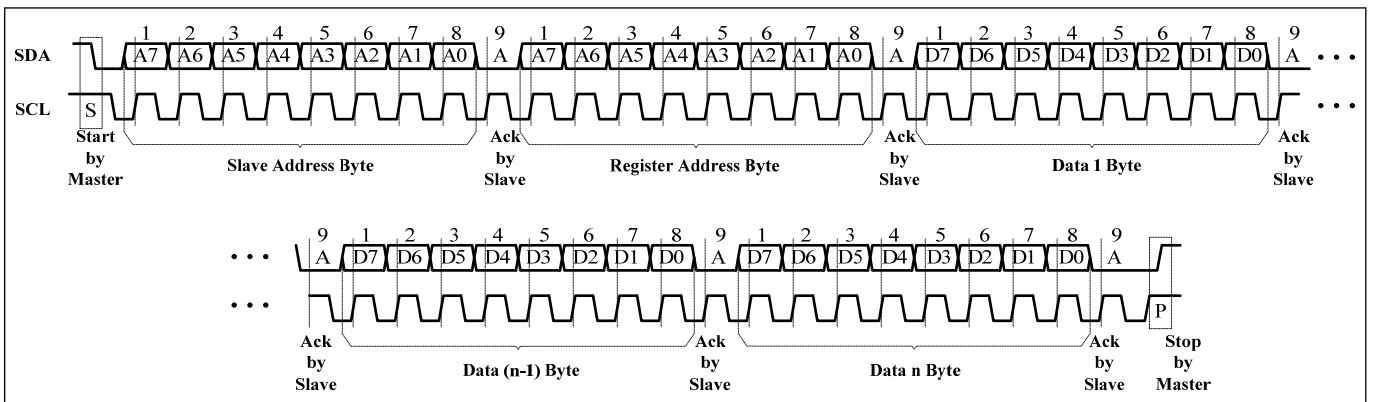 1 2 3 4 5 6 7 8 9 1 2 3 4 5 6 7 8 9 1 2 3 4 5 6 7 8 9
SDA A7 A6 A5 A4 A3 A2 A1 A0 A A7 A6 A5 A4 A3 A2 A1 A0 A D7 D6 D5 D4 D3 D2 D1 D0 A • • •
SCL S • • •
Start by Master
Slave Address Byte
Ack by Slave
Register Address Byte
Ack by Slave
Data 1 Byte
Ack by Slave
9 1 2 3 4 5 6 7 8 9 1 2 3 4 5 6 7 8 9
• • • A D7 D6 D5 D4 D3 D2 D1 D0 A D7 D6 D5 D4 D3 D2 D1 D0 A
• • • P
Ack by Slave
Data (n-1) Byte
Ack by Slave
Data n Byte
Ack by Slave
Stop by Master